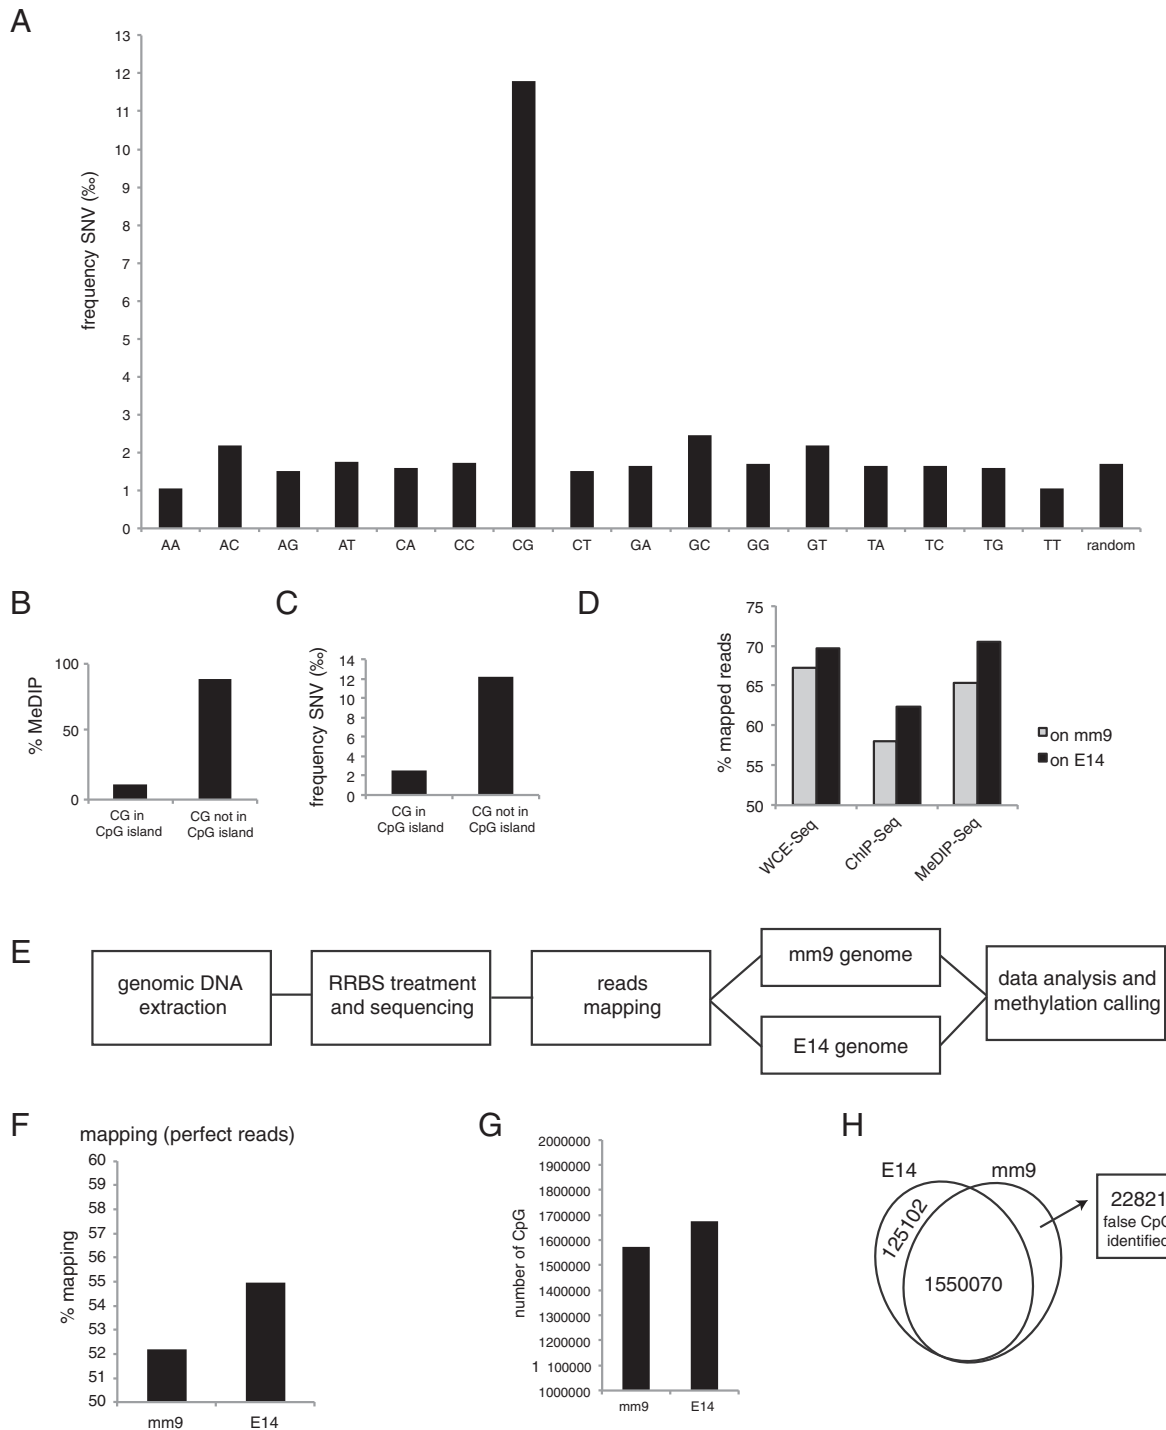 A
13
12
11
10
9
8
7
6
5
4
3
2
1
0
frequency SNV (‰)
AA AC AG AT CA CC CG CT GA GC GG GT TA TC TG TT random
B
100
50
0
% MeDIP
CG in
CpG island
CG not in
CpG island
C
14
12
10
8
6
4
2
0
frequency SNV (‰)
CG in
CpG island
CG not in
CpG island
D
75
70
65
60
55
50
% mapped reads
WCE-Seq
ChIP-Seq
MeDIP-Seq
on mm9
on E14
E
genomic DNA
extraction
RRBS treatment
and sequencing
reads
mapping
mm9 genome
E14 genome
data analysis and
methylation calling
F
mapping (perfect reads)
60
59
58
57
56
55
54
53
52
51
50
% mapping
mm9 E14
G
2000000
1900000
1800000
1700000
1600000
1500000
1400000
1300000
1200000
1 100000
1000000
number of CpG
mm9 E14
H
E14 mm9
125102
1550070
22821
false CpG
identified